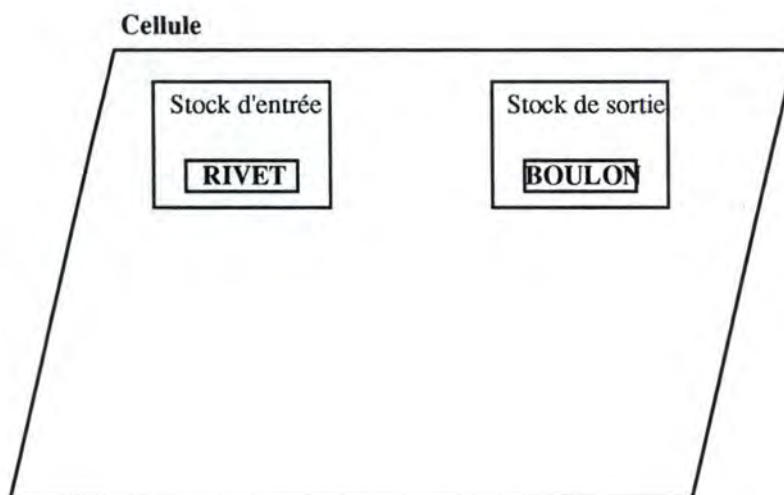 Cellule
Stock d'entrée
Stock de sortie
RIVET
BOULON